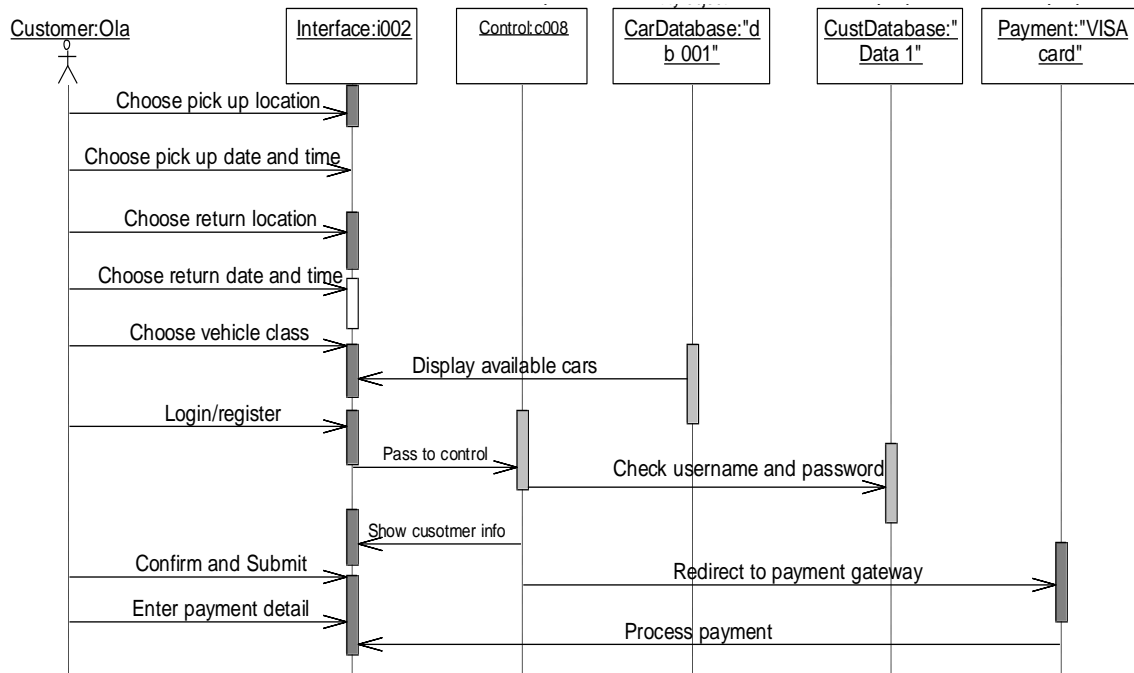 Customer:Ola
Interface:i002
Control:c008
CarDatabase:"d
b 001"
CustDatabase:"
Data 1"
Payment:"VISA
card"
Choose pick up location
Choose pick up date and time
Choose return location
Choose return date and time
Choose vehicle class
Display available cars
Login/register
Pass to control
Check username and password
Show cusotmer info
Confirm and Submit
Redirect to payment gateway
Enter payment detail
Process payment